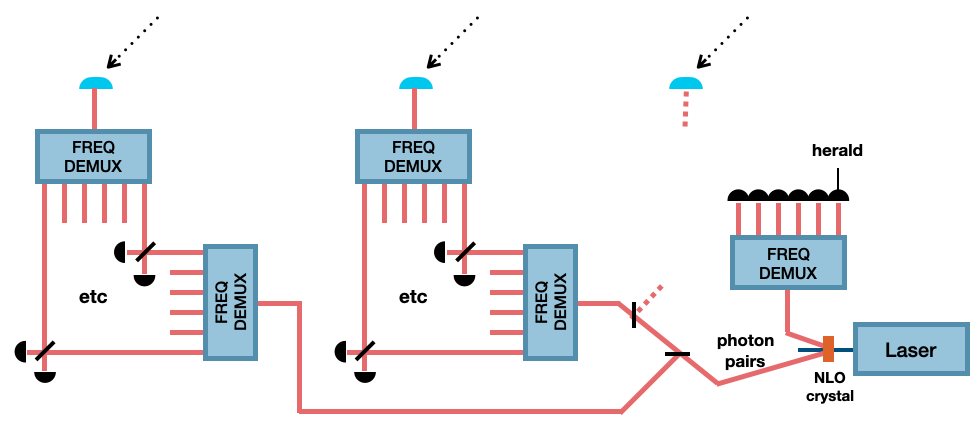 FREQ
DEMUX
FREQ
DEMUX
herald
FREQ
DEMUX
FREQ
DEMUX
FREQ
DEMUX
etc
etc
photon
pairs
Laser
NLO
crystal